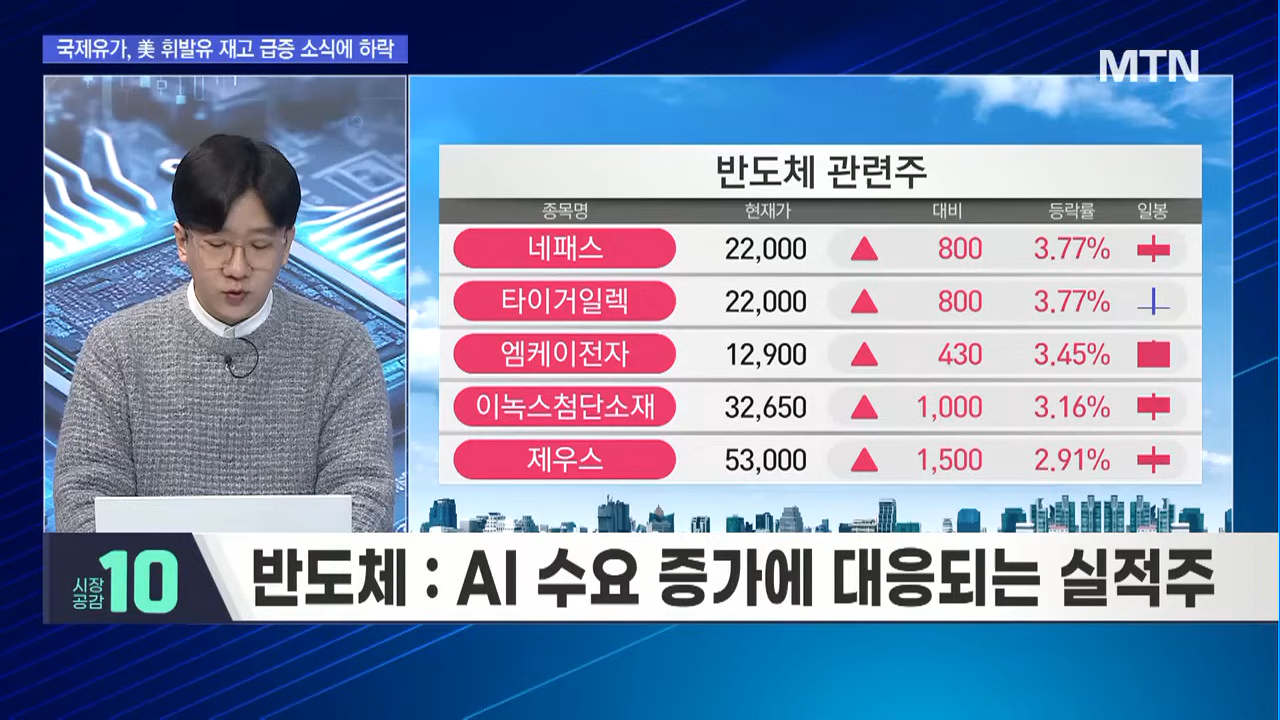 국제유가, 美 휘발유 재고 급증 소식에 하락
MTN
반도체 관련주
종목명 현재가 대비 등락률 일봉
네패스 22,000 ▲ 800 3.77%
타이거일렉 22,000 ▲ 800 3.77%
엠케이전자 12,900 ▲ 430 3.45%
이녹스첨단소재 32,650 ▲ 1,000 3.16%
제우스 53,000 ▲ 1,500 2.91%
시장공감 10
반도체 : AI 수요 증가에 대응되는 실적주